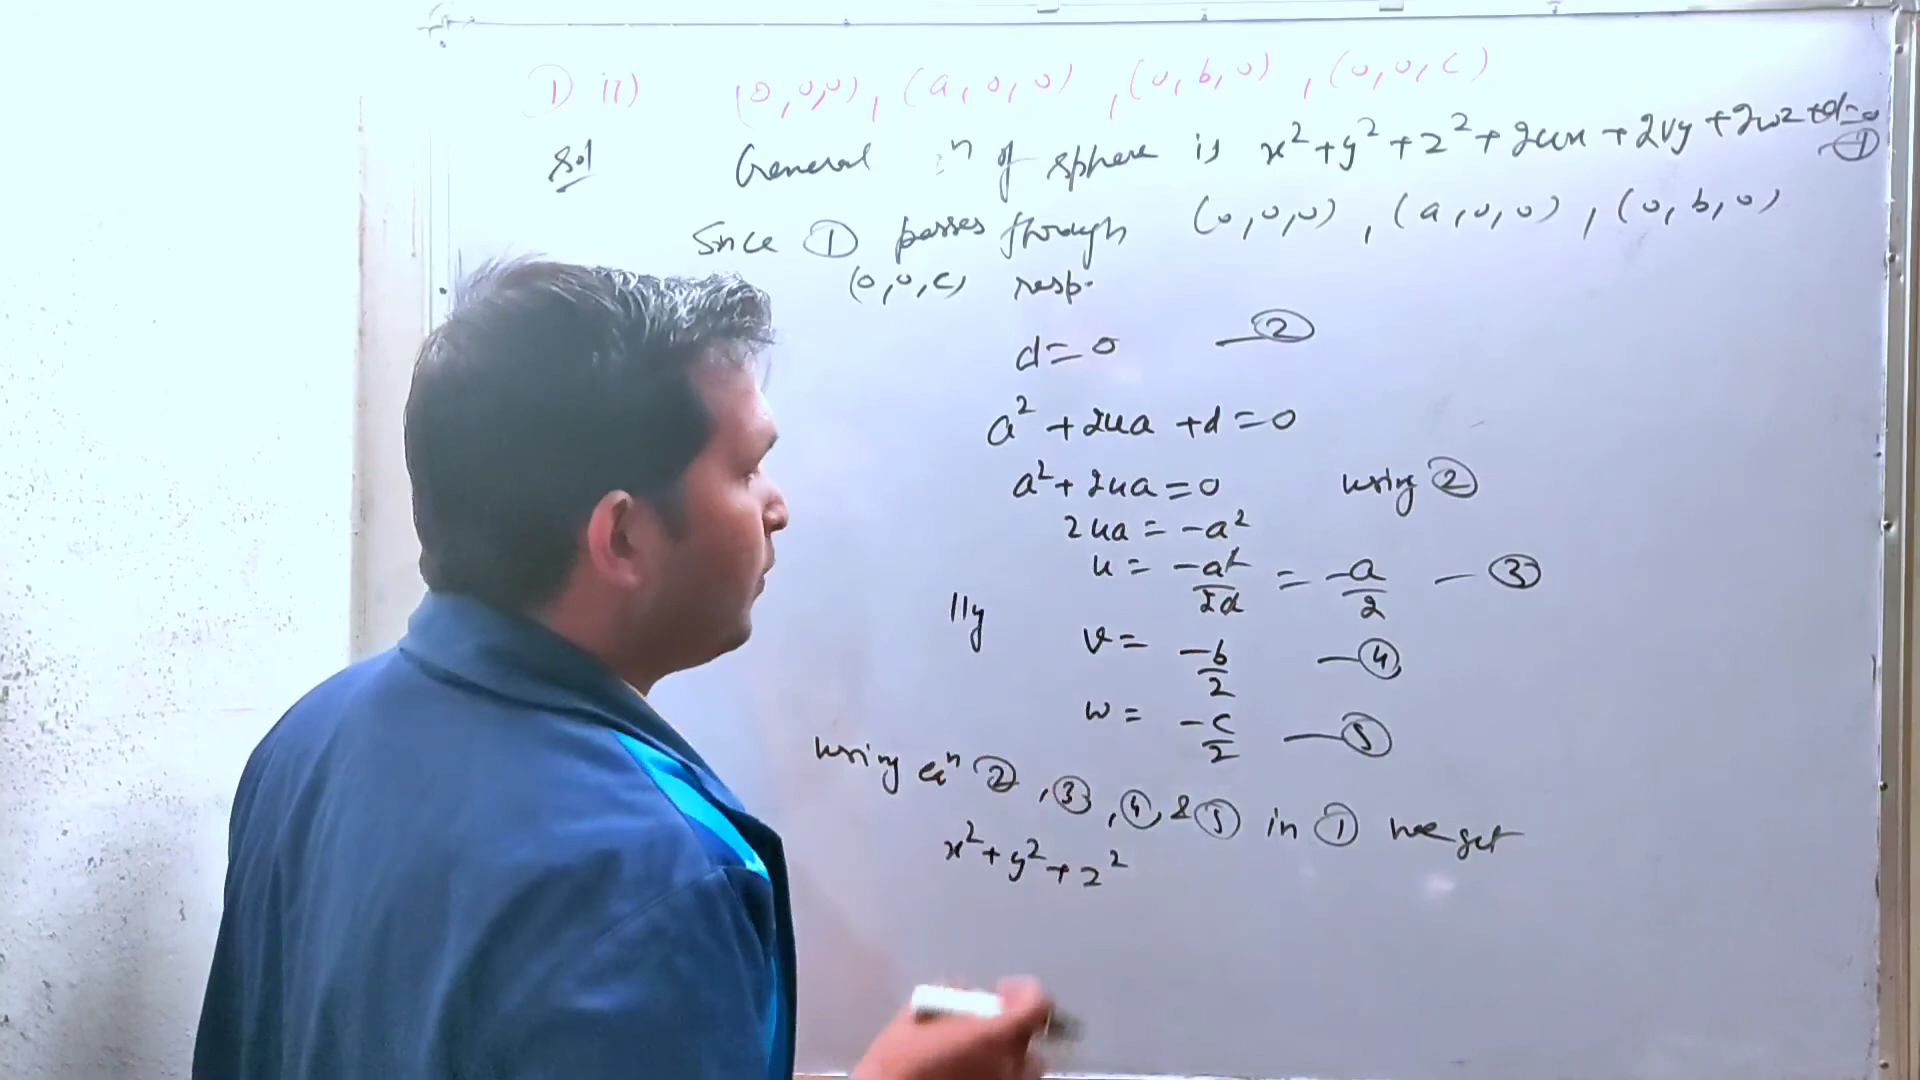 ① ii) (0,0,0), (a,0,0), (0,b,0), (0,0,c)
Sol General n of sphere is x²+y²+z²+2ux+2vy+2wz+d=0 —①
Since ① passes through (0,0,0), (a,0,0), (0,b,0)
(0,0,c) resp.
d=0 —②
a²+2ua+d=0
a²+2ua=0 using ②
2ua=-a²
u= -a²/2a = -a/2 —③
lly v= -b/2 —④
w= -c/2 —⑤
using eqⁿ ②, ③, ④ & ⑤ in ① we get
x²+y²+z²